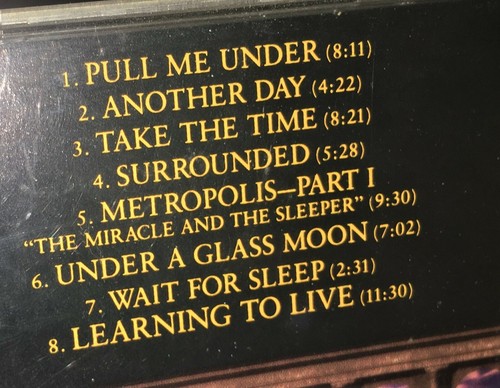 1. PULL ME UNDER (8:11)
2. ANOTHER DAY (4:22)
3. TAKE THE TIME (8:21)
4. SURROUNDED (5:28)
5. METROPOLIS—PART I
"THE MIRACLE AND THE SLEEPER" (9:30)
6. UNDER A GLASS MOON (7:02)
7. WAIT FOR SLEEP (2:31)
8. LEARNING TO LIVE (11:30)